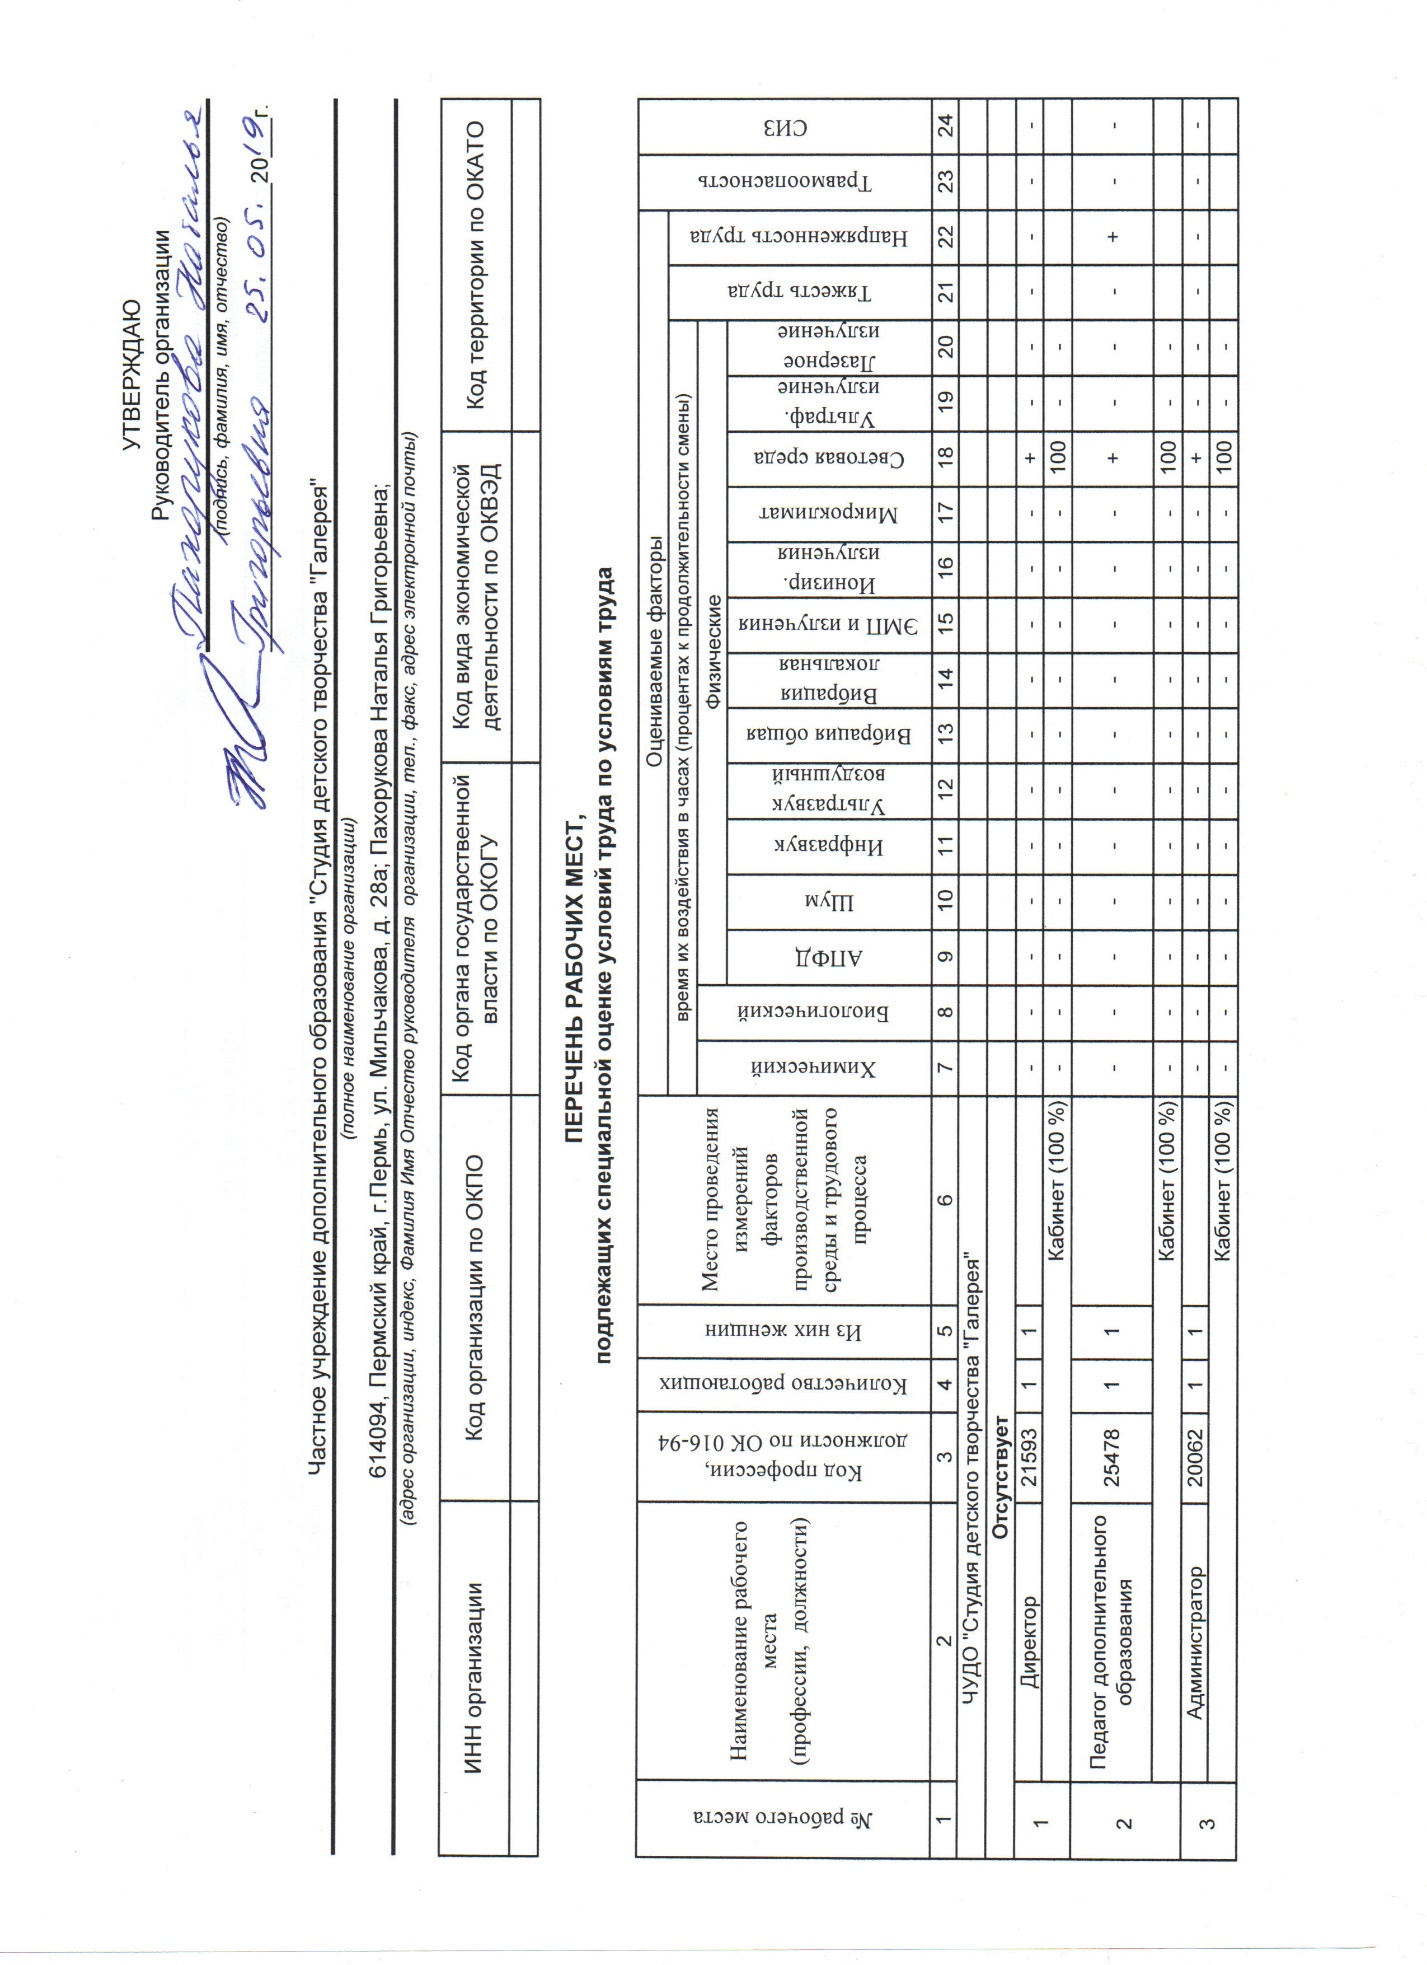 УТВЕРЖДАЮ
Руководитель организации
Пахорукова Наталья
(подпись, фамилия, имя, отчество)
Григорьевна 25.05. 2019 г.
Частное учреждение дополнительного образования "Студия детского творчества "Галерея"
(полное наименование организации)
614094, Пермский край, г.Пермь, ул. Мильчакова, д. 28а; Пахорукова Наталья Григорьевна;
(адрес организации, индекс, Фамилия Имя Отчество руководителя организации, тел., факс, адрес электронной почты)
ИНН организации Код организации по ОКПО Код органа государственной Код вида экономической Код территории по ОКАТО
власти по ОКОГУ деятельности по ОКВЭД
ПЕРЕЧЕНЬ РАБОЧИХ МЕСТ,
подлежащих специальной оценке условий труда по условиям труда
№ рабочего места
Наименование рабочего
места
(профессии, должности)
Код профессии,
должности по ОК 016-94
Количество работающих
Из них женщин
Место проведения
измерений
факторов
производственной
среды и трудового
процесса
Оцениваемые факторы
время их воздействия в часах (процентах к продолжительности смены)
Химический
Биологический
Физические
АПФД
Шум
Инфразвук
Ультразвук
воздушный
Вибрация общая
Вибрация
локальная
ЭМП и излучения
Ионизир.
излучения
Микроклимат
Световая среда
Ультраф.
излучение
Лазерное
излучение
Тяжесть труда
Напряженность труда
Травмоопасность
СИЗ
1 2 3 4 5 6 7 8 9 10 11 12 13 14 15 16 17 18 19 20 21 22 23 24
ЧУДО "Студия детского творчества "Галерея"
Отсутствует
1 Директор 21593 1 1 - - - - - - - - - - - + - - - - - -
Кабинет (100 %) - - - - - - - - - - - 100 - -
2 Педагог дополнительного
образования 25478 1 1 - - - - - - - - - - - + - - - + - -
Кабинет (100 %) - - - - - - - - - - - 100 - -
3 Администратор 20062 1 1 - - - - - - - - - - - + - - - - - -
Кабинет (100 %) - - - - - - - - - - - 100 - -